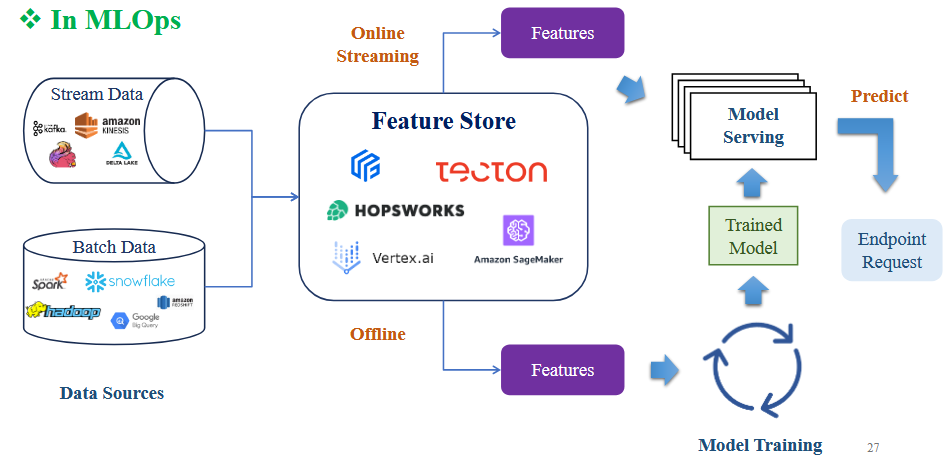 ❖ In MLOps
Stream Data
kafka
amazon
KINESIS
DELTA LAKE
Batch Data
Spark
snowflake
hadoop
amazon
REDSHIFT
Google
Big Query
Data Sources
Online
Streaming
Feature Store
TECTON
HOPSWORKS
Vertex.ai
Amazon SageMaker
Offline
Features
Features
Model
Serving
Predict
Trained
Model
Endpoint
Request
Model Training
27